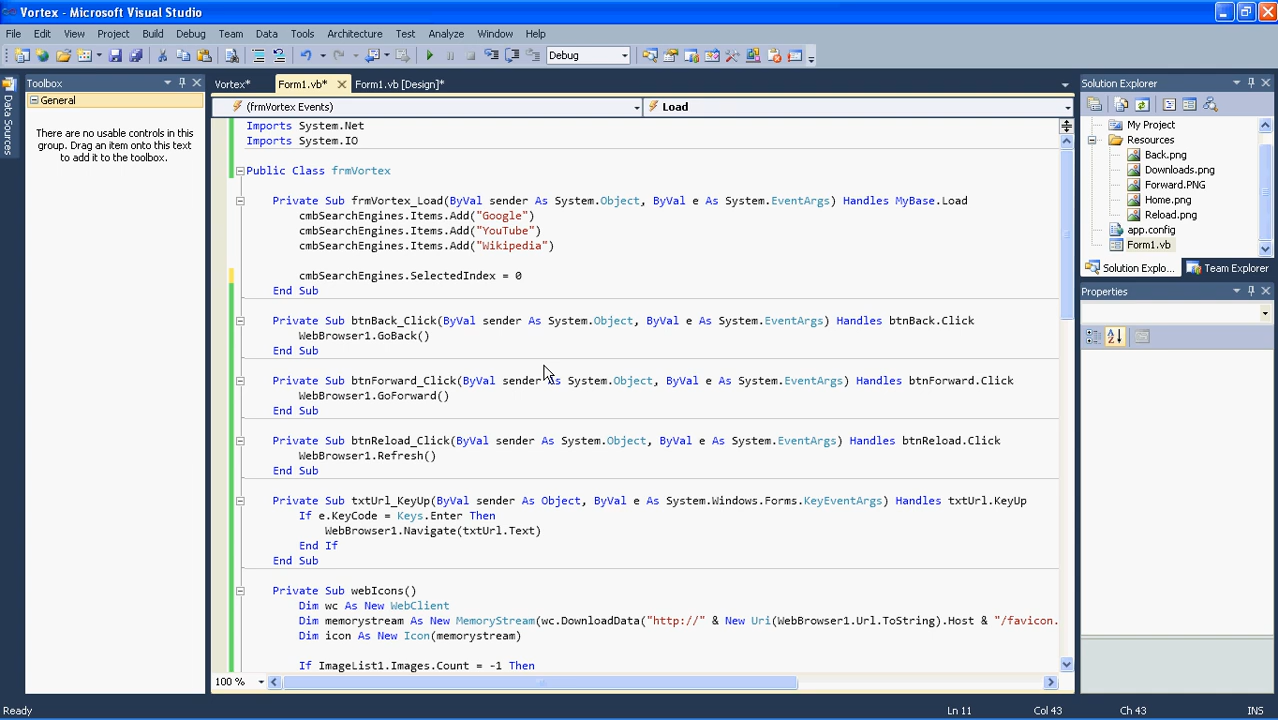 Vortex - Microsoft Visual Studio
File Edit View Project Build Debug Team Data Tools Architecture Test Analyze Window Help
Debug
Toolbox
General
There are no usable controls in this
group. Drag an item onto this text
to add it to the toolbox.
Data Sources
Vortex* Form1.vb* Form1.vb [Design]*
(frmVortex Events) Load
Imports System.Net
Imports System.IO
Public Class frmVortex
Private Sub frmVortex_Load(ByVal sender As System.Object, ByVal e As System.EventArgs) Handles MyBase.Load
cmbSearchEngines.Items.Add("Google")
cmbSearchEngines.Items.Add("YouTube")
cmbSearchEngines.Items.Add("Wikipedia")
cmbSearchEngines.SelectedIndex = 0
End Sub
Private Sub btnBack_Click(ByVal sender As System.Object, ByVal e As System.EventArgs) Handles btnBack.Click
WebBrowser1.GoBack()
End Sub
Private Sub btnForward_Click(ByVal sender As System.Object, ByVal e As System.EventArgs) Handles btnForward.Click
WebBrowser1.GoForward()
End Sub
Private Sub btnReload_Click(ByVal sender As System.Object, ByVal e As System.EventArgs) Handles btnReload.Click
WebBrowser1.Refresh()
End Sub
Private Sub txtUrl_KeyUp(ByVal sender As Object, ByVal e As System.Windows.Forms.KeyEventArgs) Handles txtUrl.KeyUp
If e.KeyCode = Keys.Enter Then
WebBrowser1.Navigate(txtUrl.Text)
End If
End Sub
Private Sub webIcons()
Dim wc As New WebClient
Dim memorystream As New MemoryStream(wc.DownloadData("http://" & New Uri(WebBrowser1.Url.ToString).Host & "/favicon.
Dim icon As New Icon(memorystream)
If ImageList1.Images.Count = -1 Then
100 %
Solution Explorer
My Project
Resources
Back.png
Downloads.png
Forward.PNG
Home.png
Reload.png
app.config
Form1.vb
Solution Explo... Team Explorer
Properties
Ready Ln 11 Col 43 Ch 43 INS